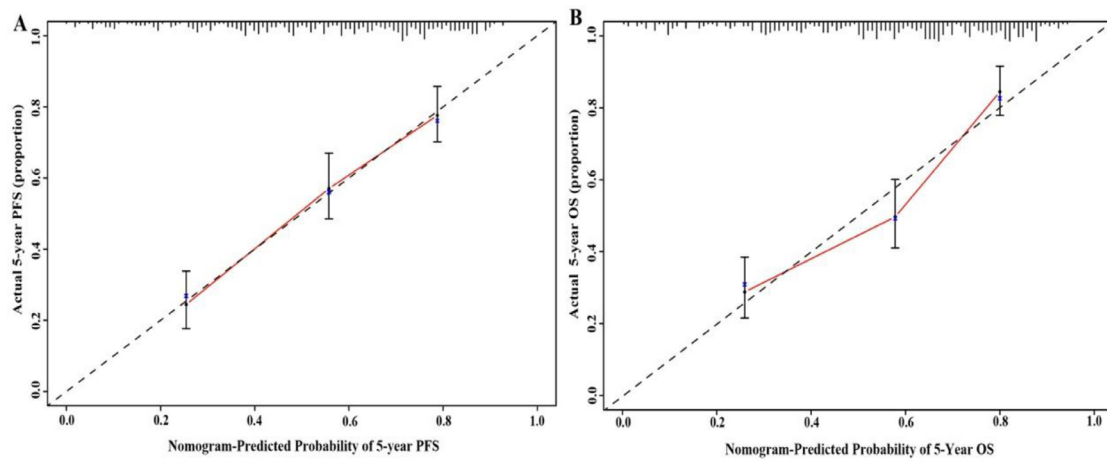 A
Actual 5-year PFS (proportion)
1.0
0.8
0.6
0.4
0.2
0.0
0.0 0.2 0.4 0.6 0.8 1.0
Nomogram-Predicted Probability of 5-year PFS
B
Actual 5-year OS (proportion)
1.0
0.8
0.6
0.4
0.2
0.0
0.0 0.2 0.4 0.6 0.8 1.0
Nomogram-Predicted Probability of 5-Year OS